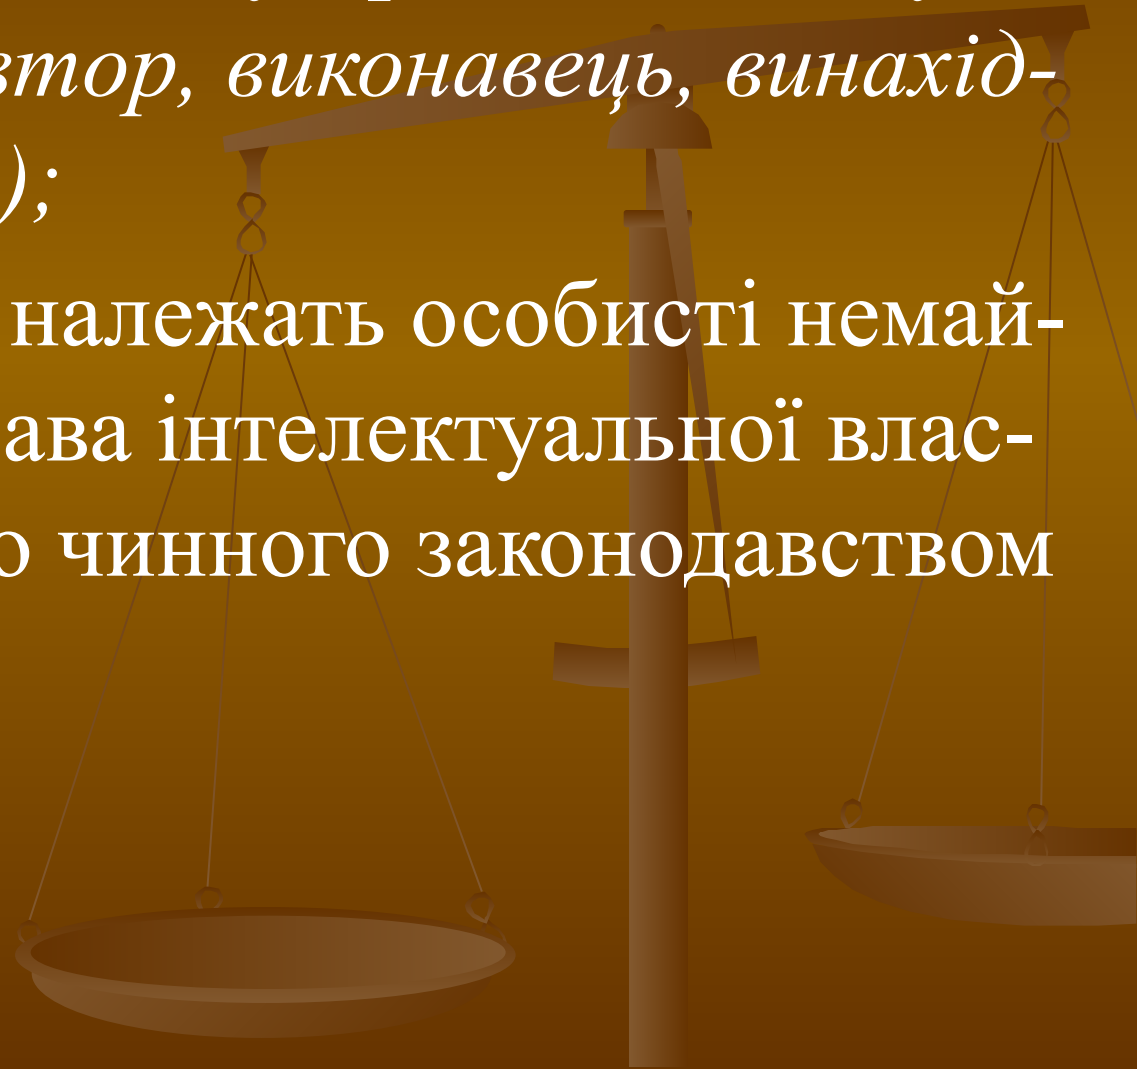 втор, виконавець, винахід-
);
належать особисті немай-
ава інтелектуальної влас-
о чинного законодавством